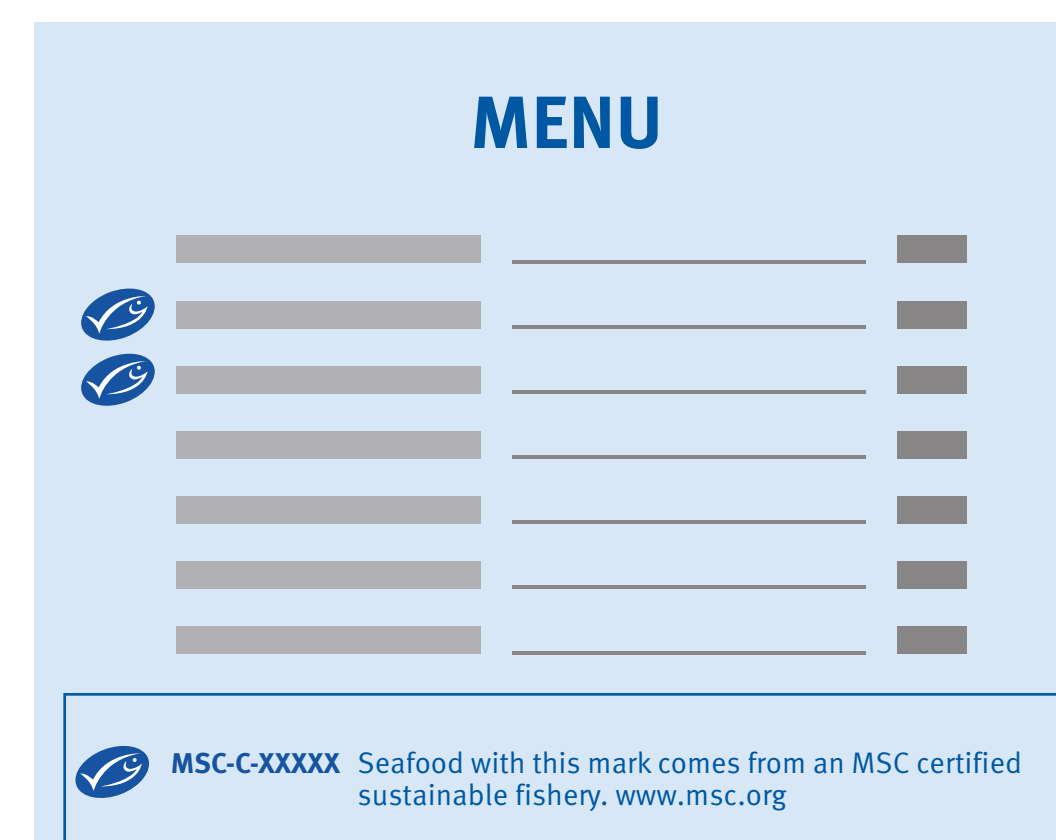 MENU
MSC-C-XXXXX Seafood with this mark comes from an MSC certified
sustainable fishery. www.msc.org